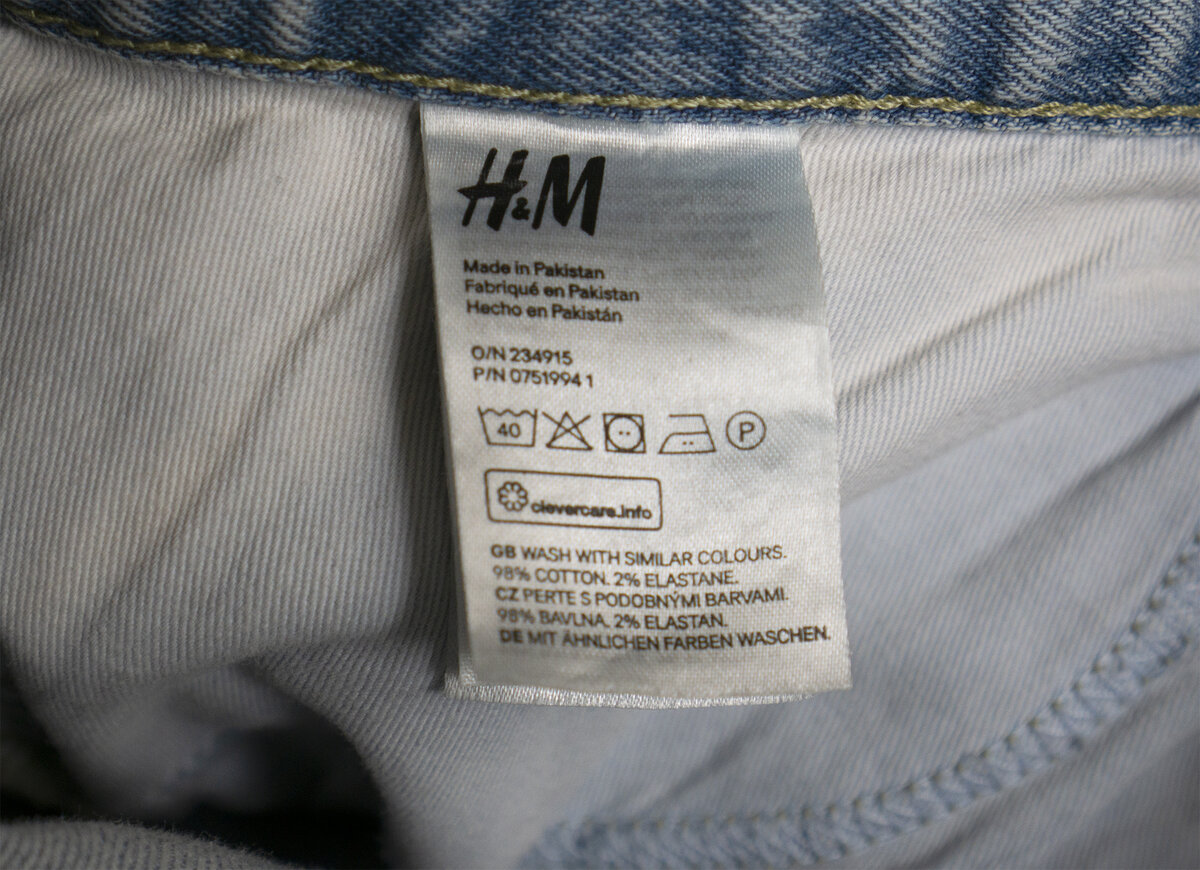 H&M
Made in Pakistan
Fabriqué en Pakistan
Hecho en Pakistán
O/N 234915
P/N 0751994 1
40
P
clevercare.info
GB WASH WITH SIMILAR COLOURS.
98% COTTON. 2% ELASTANE.
CZ PERTE S PODOBNÝMI BARVAMI.
98% BAVLNA. 2% ELASTAN.
DE MIT ÄHNLICHEN FARBEN WASCHEN.